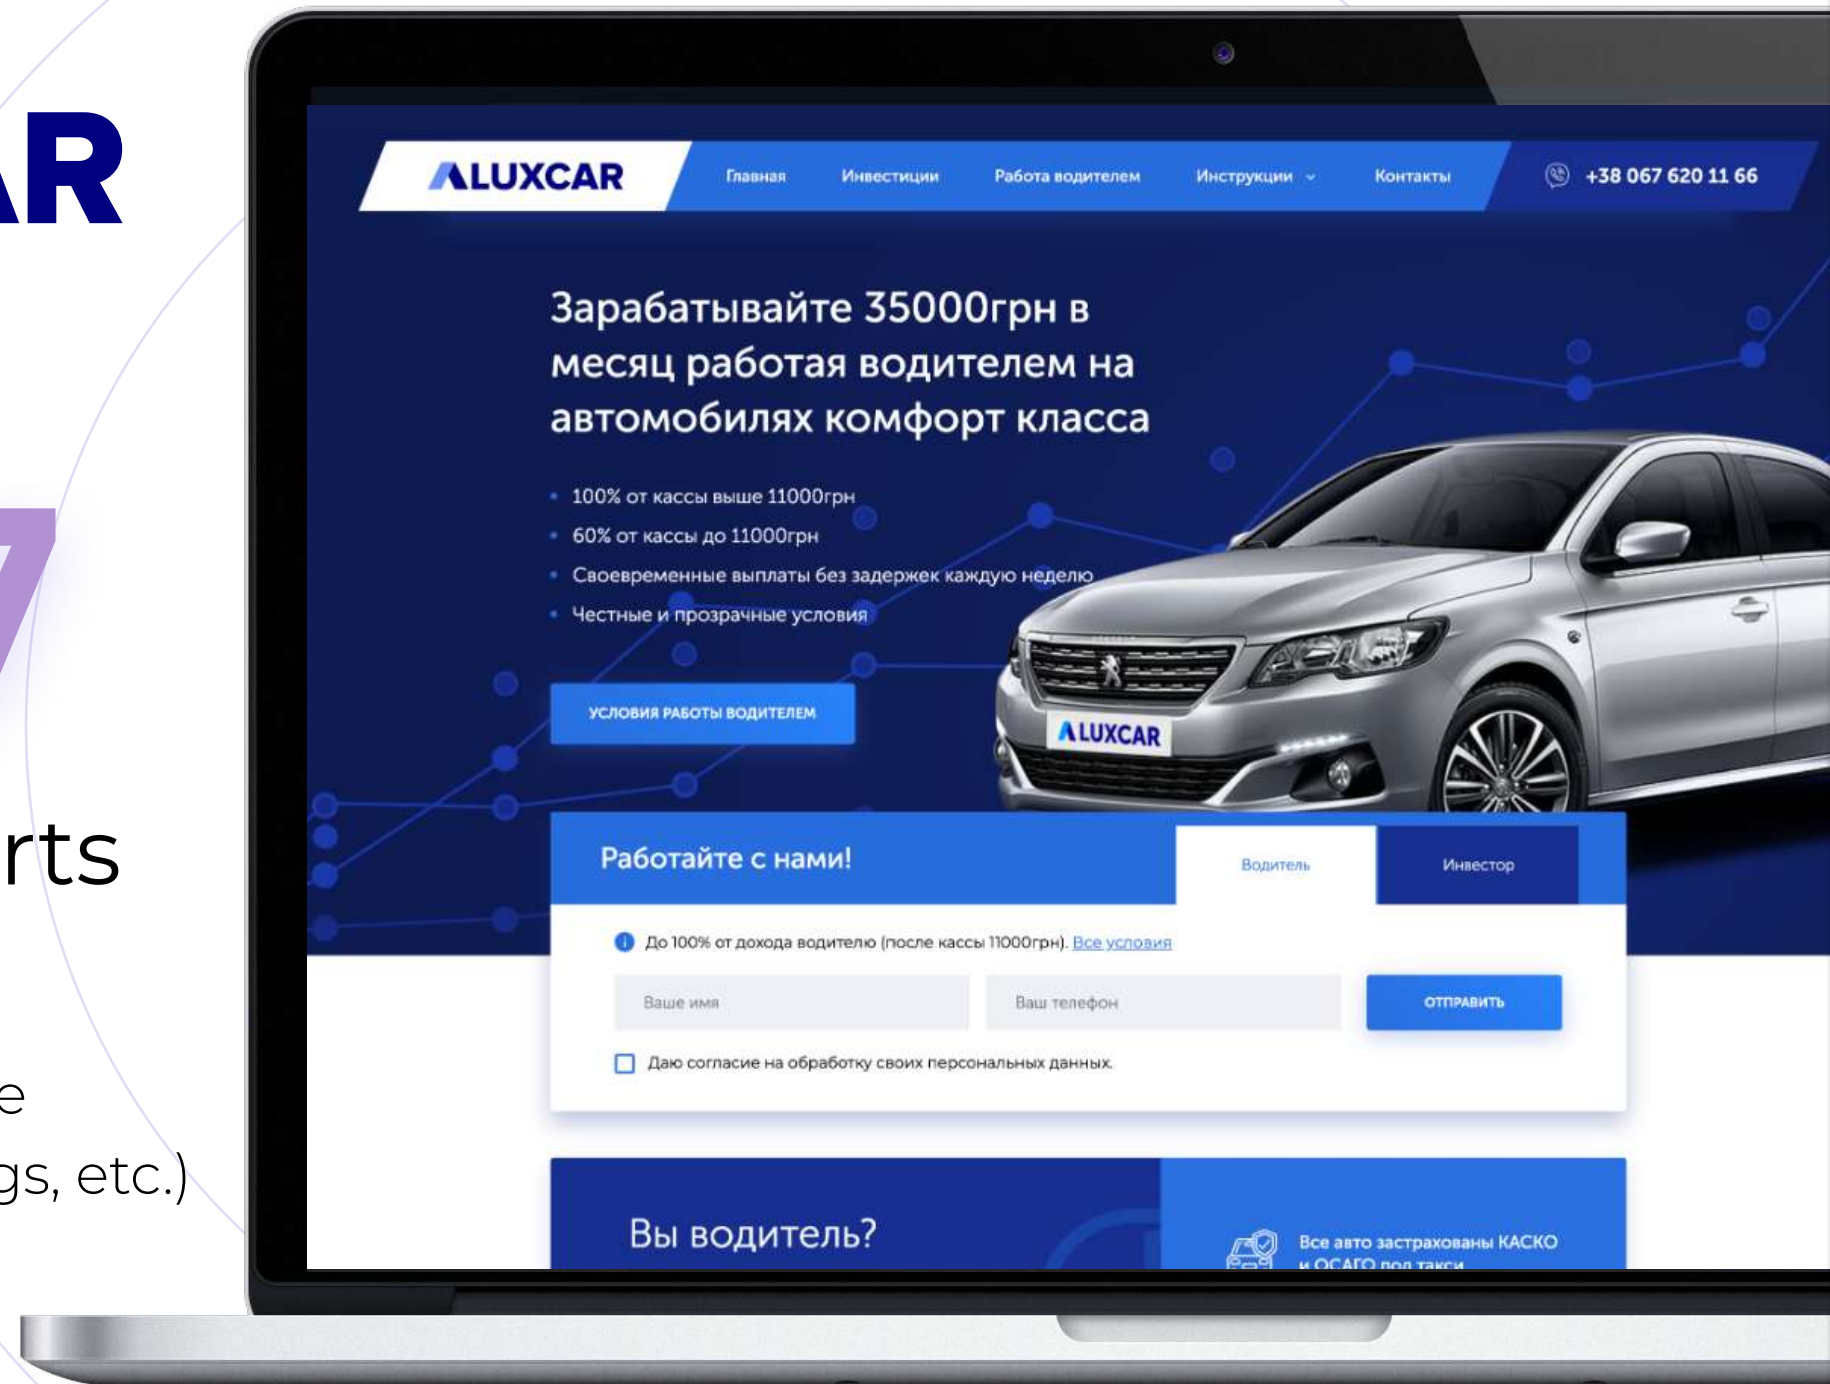 AR
7
rts
e
gs, etc.)
ALUXCAR
Главная
Инвестиции
Работа водителем
Инструкции
Контакты
+38 067 620 11 66
Зарабатывайте 35000грн в
месяц работая водителем на
автомобилях комфорт класса
100% от кассы выше 11000грн
60% от кассы до 11000грн
Своевременные выплаты без задержек каждую неделю
Честные и прозрачные условия
УСЛОВИЯ РАБОТЫ ВОДИТЕЛЕМ
ALUXCAR
Работайте с нами!
Водитель
Инвестор
До 100% от дохода водителю (после кассы 11000грн). Все условия
Ваше имя
Ваш телефон
ОТПРАВИТЬ
Даю согласие на обработку своих персональных данных.
Вы водитель?
Все авто застрахованы КАСКО
и ОСАГО под такси